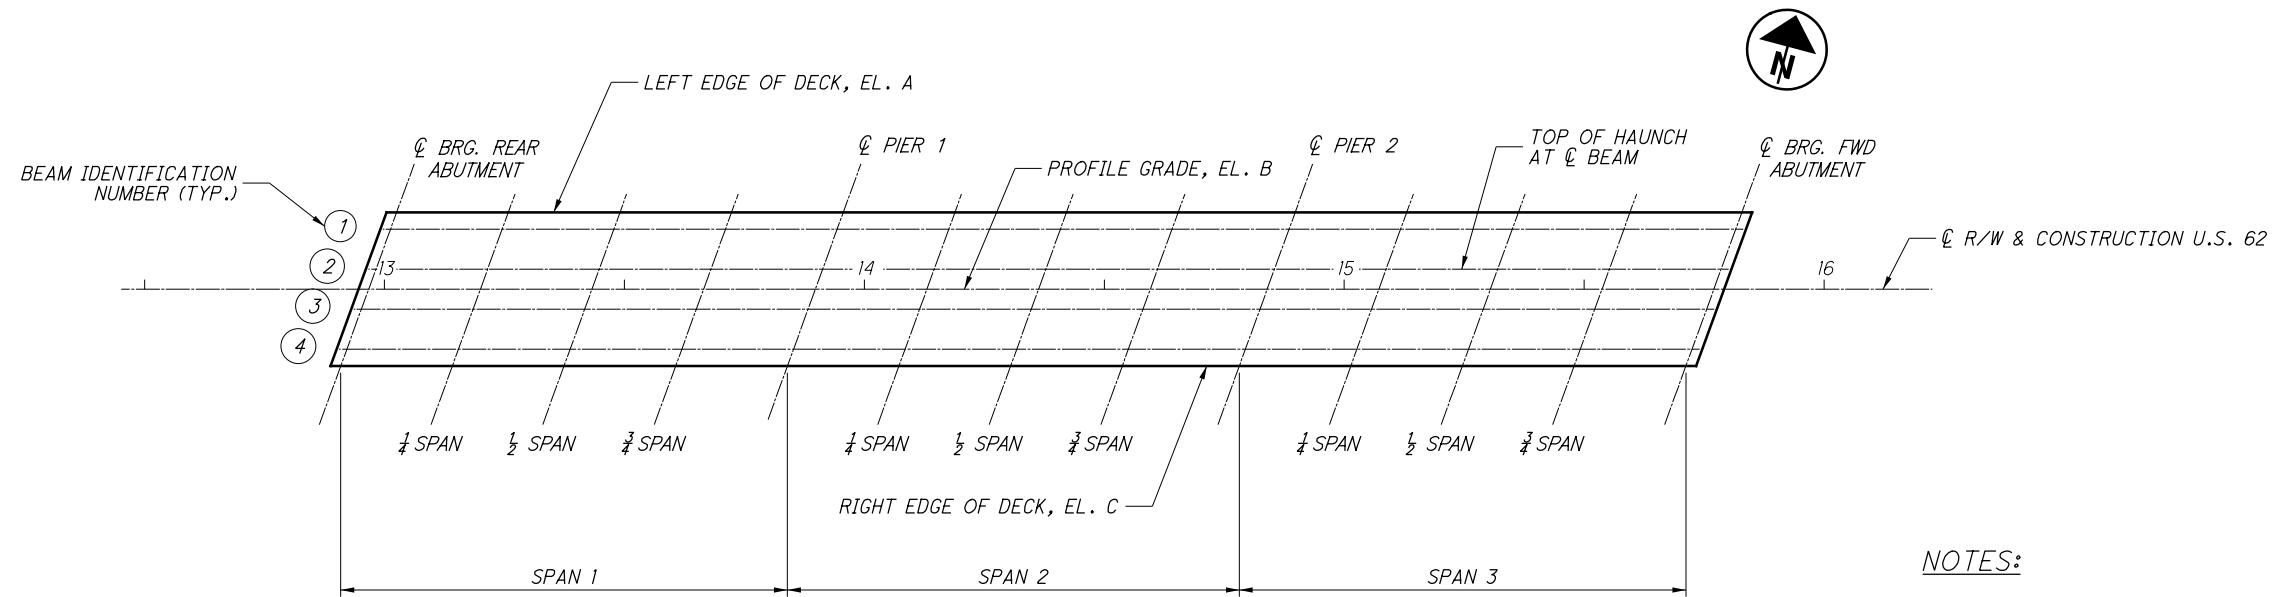 N
LEFT EDGE OF DECK, EL. A
℄ BRG. REAR
ABUTMENT
℄ PIER 1
PROFILE GRADE, EL. B
℄ PIER 2
TOP OF HAUNCH
AT ℄ BEAM
℄ BRG. FWD
ABUTMENT
BEAM IDENTIFICATION
NUMBER (TYP.)
1
2
3
4
13
14
15
16
℄ R/W & CONSTRUCTION U.S. 62
1/4 SPAN
1/2 SPAN
3/4 SPAN
1/4 SPAN
1/2 SPAN
3/4 SPAN
1/4 SPAN
1/2 SPAN
3/4 SPAN
RIGHT EDGE OF DECK, EL. C
SPAN 1
SPAN 2
SPAN 3
NOTES: